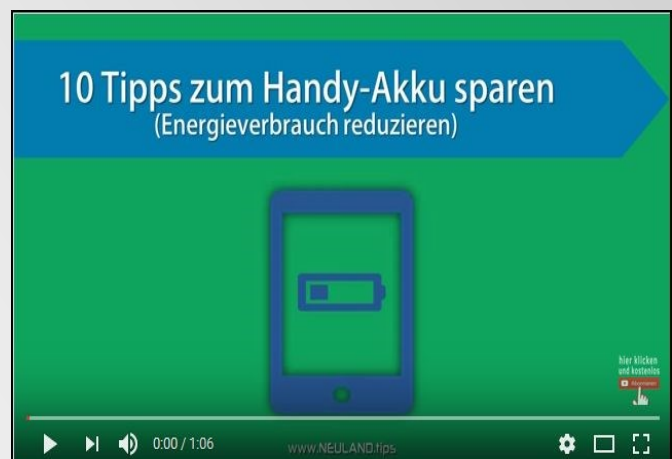 10 Tipps zum Handy-Akku sparen
(Energieverbrauch reduzieren)
hier klicken
und kostenlos
Abonnieren
0:00 / 1:06
www.NEULAND.tips